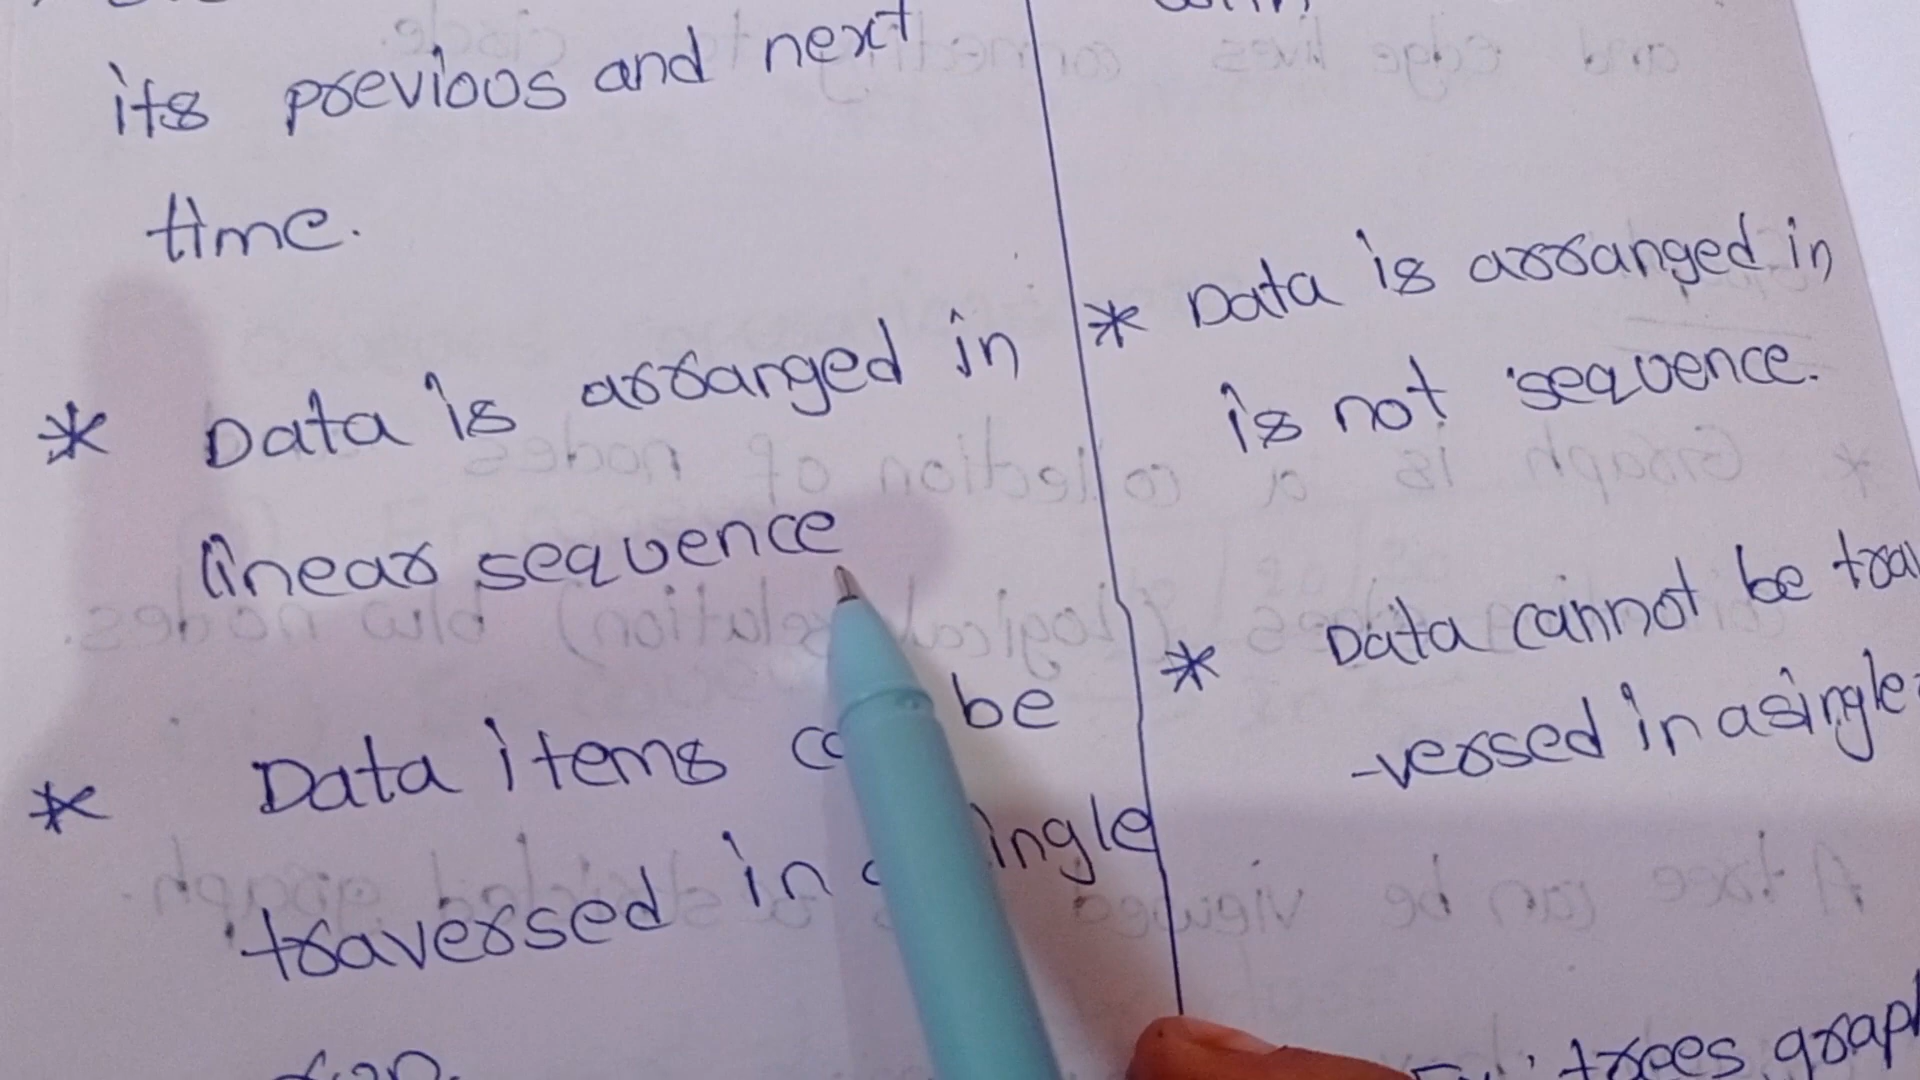 its previous and next
time.
* Data is arranged in
linear sequence
* Data items be
traversed in
* Data is arranged in
is not sequence.
* Data cannot be tra
-versed in a single
trees, graph